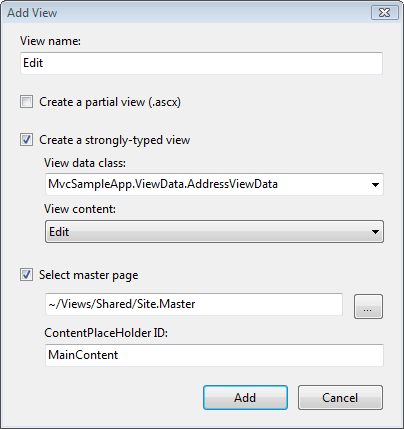 Add View
View name:
Edit
Create a partial view (.ascx)
Create a strongly-typed view
View data class:
MvcSampleApp.ViewData.AddressViewData
View content:
Edit
Select master page
~/Views/Shared/Site.Master
...
ContentPlaceHolder ID:
MainContent
Add
Cancel